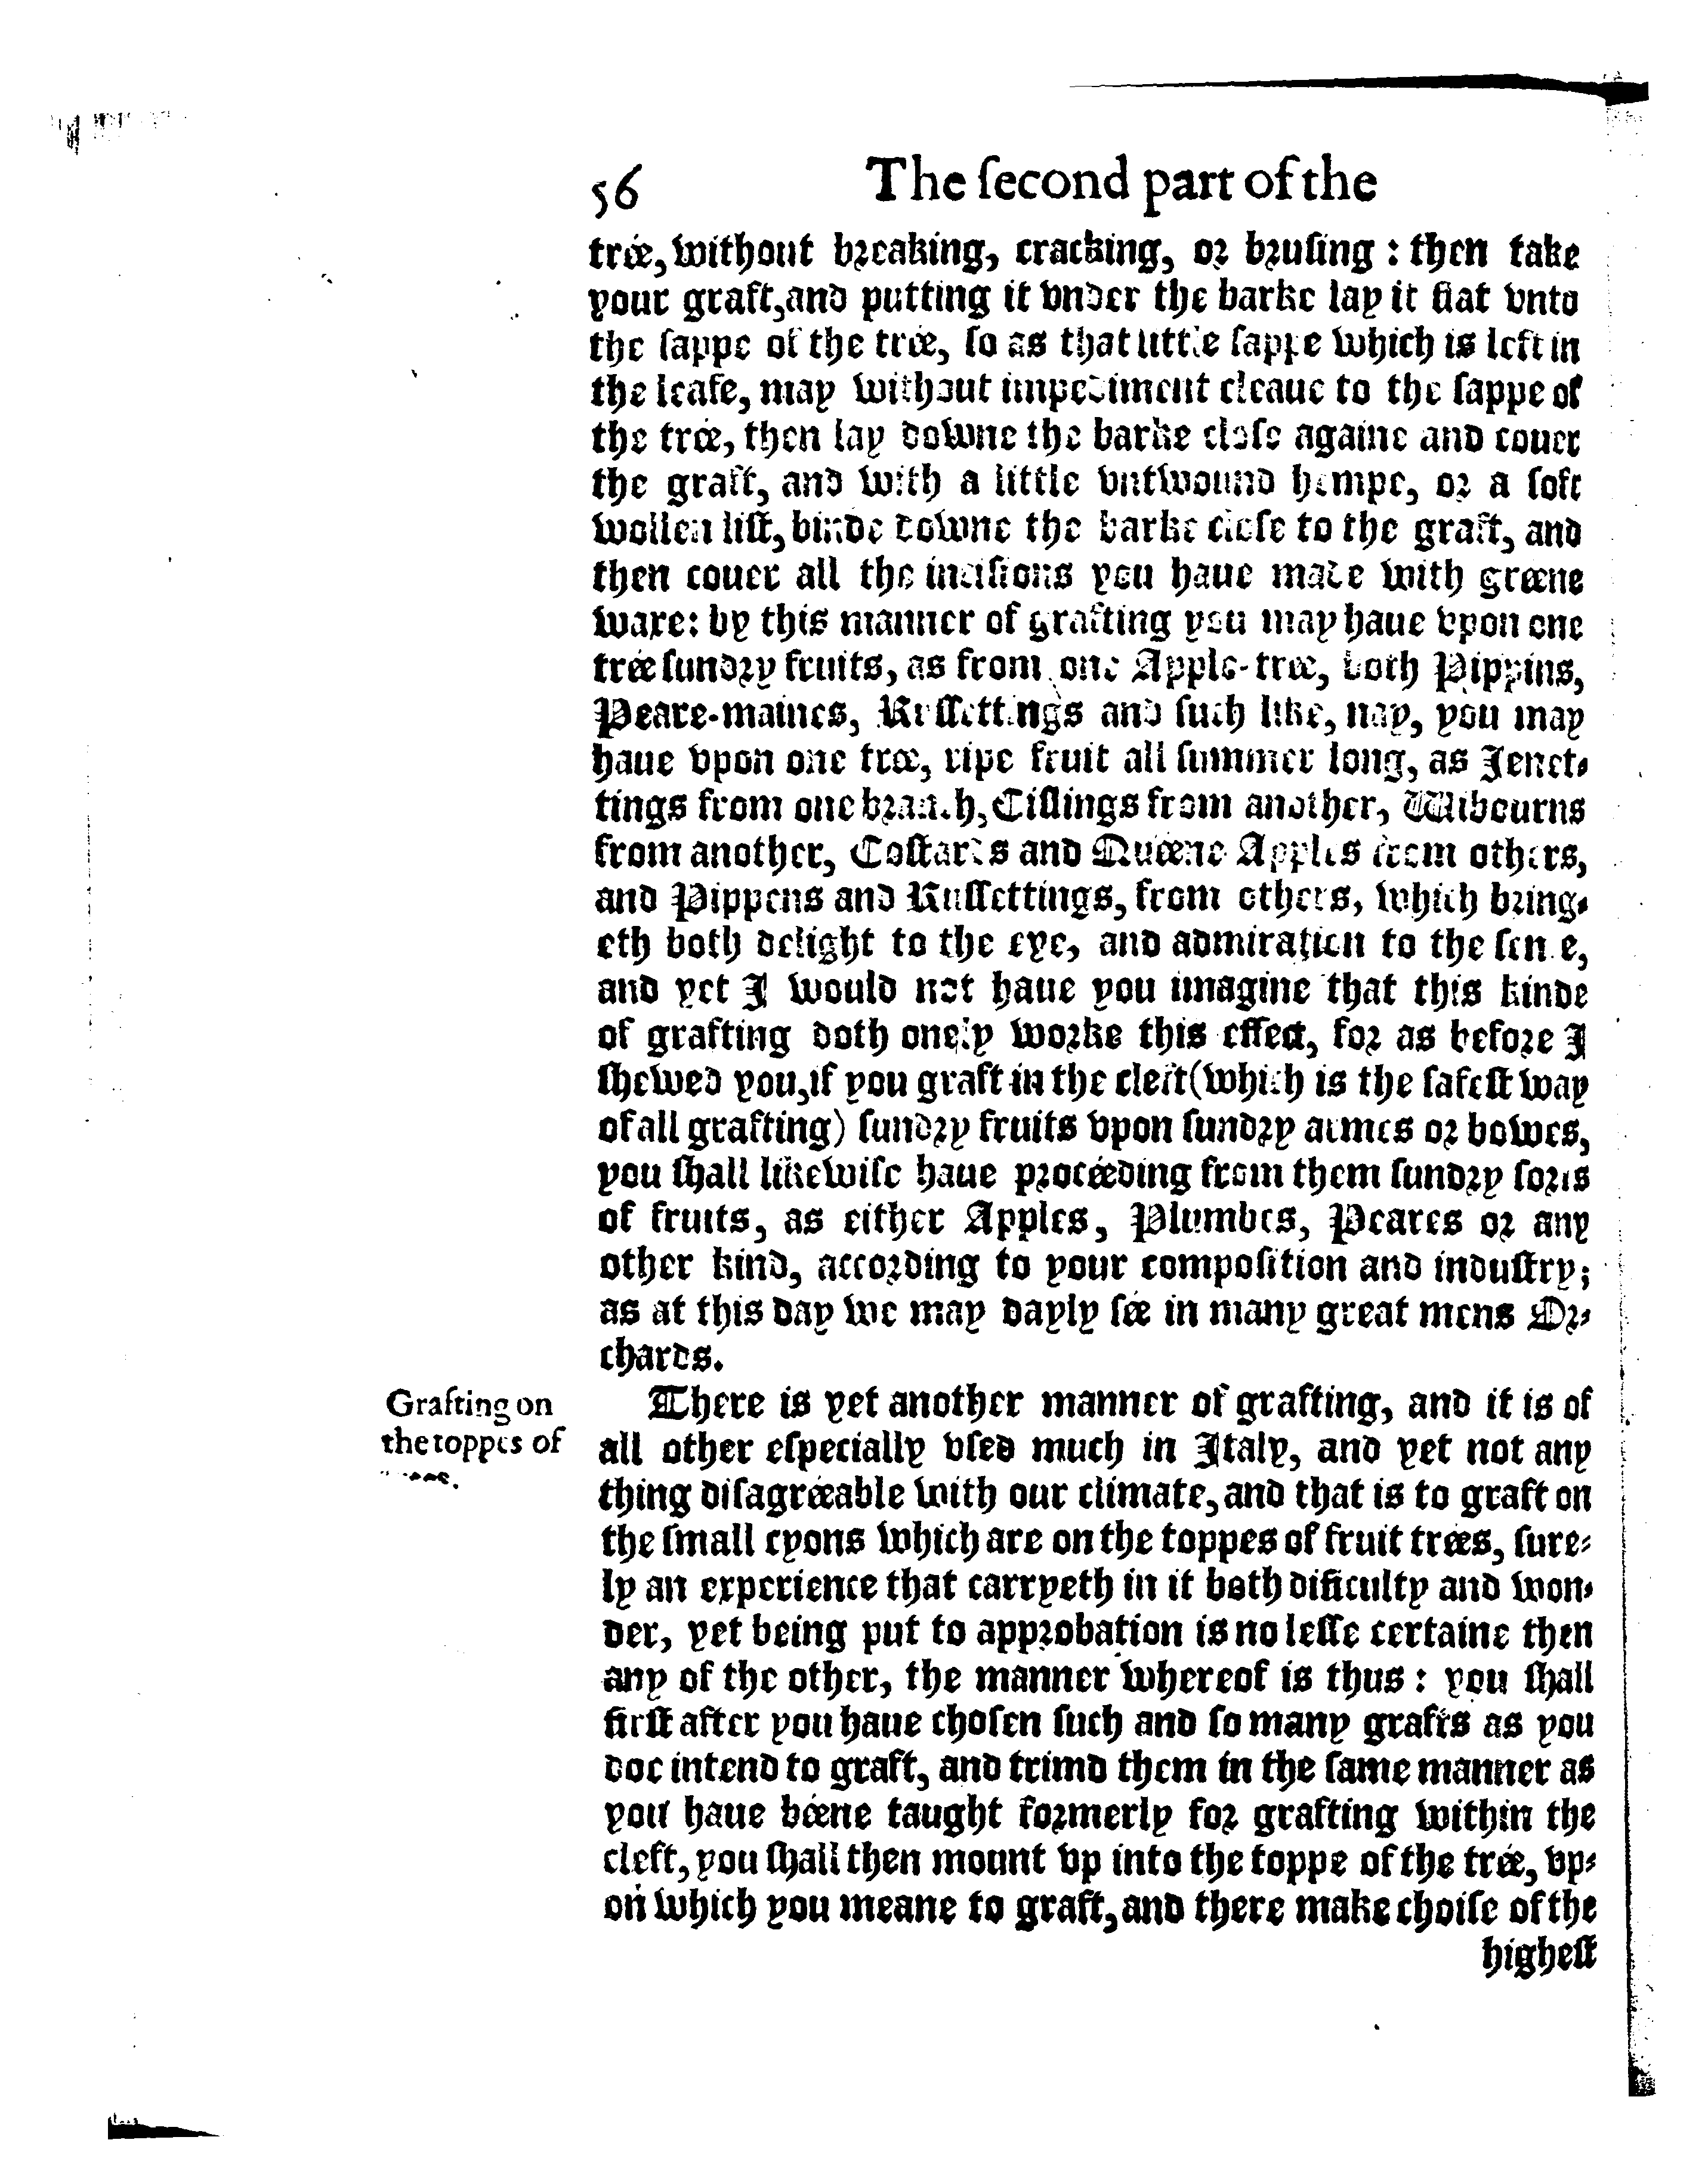 56 The ſecond part of the
trée, without breaking, cracking, or bruſing: then take
your graft, and putting it vnder the barke lay it flat vnto
the ſappe of the trée, ſo as that little ſappe which is left in
the leafe, may without impediment cleaue to the ſappe of
the trée, then lay downe the barke cloſe againe and couer
the graft, and with a little vntwound hempe, or a ſoft
wollen liſt, binde downe the barke cloſe to the graft, and
then couer all the inciſions you haue made with gréene
waxe: by this manner of grafting you may haue vpon one
trée ſundry fruits, as from one Apple-trée, both Pippins,
Peare-maines, Ruſſettings and ſuch like, nay, you may
haue vpon one trée, ripe fruit all ſummer long, as Jenet-
tings from one branch, Ciſlings from another, Wibourns
from another, Coſtards and Quéene Apples from others,
and Pippens and Ruſſettings, from others, which bring-
eth both delight to the eye, and admiration to the ſence,
and yet I would not haue you imagine that this kinde
of grafting doth onely worke this effect, for as before I
ſhewed you, if you graft in the cleft (which is the ſafeſt way
of all grafting) ſundry fruits vpon ſundry armes or bowes,
you ſhall likewiſe haue procéeding from them ſundry ſorts
of fruits, as either Apples, Plumbes, Peares or any
other kind, according to your compoſition and induſtry;
as at this day we may dayly ſée in many great mens Or-
chards.
Grafting on
the toppes of
There is yet another manner of grafting, and it is of
all other eſpecially vſed much in Italy, and yet not any
thing diſagréeable with our climate, and that is to graft on
the ſmall cyons which are on the toppes of fruit trées, ſure-
ly an experience that carryeth in it both dificulty and won-
der, yet being put to approbation is no leſſe certaine then
any of the other, the manner whereof is thus: you ſhall
firſt after you haue choſen ſuch and ſo many grafts as you
doe intend to graft, and trimd them in the ſame manner as
you haue béene taught formerly for grafting within the
cleft, you ſhall then mount vp into the toppe of the trée, vp-
on which you meane to graft, and there make choiſe of the
higheſt